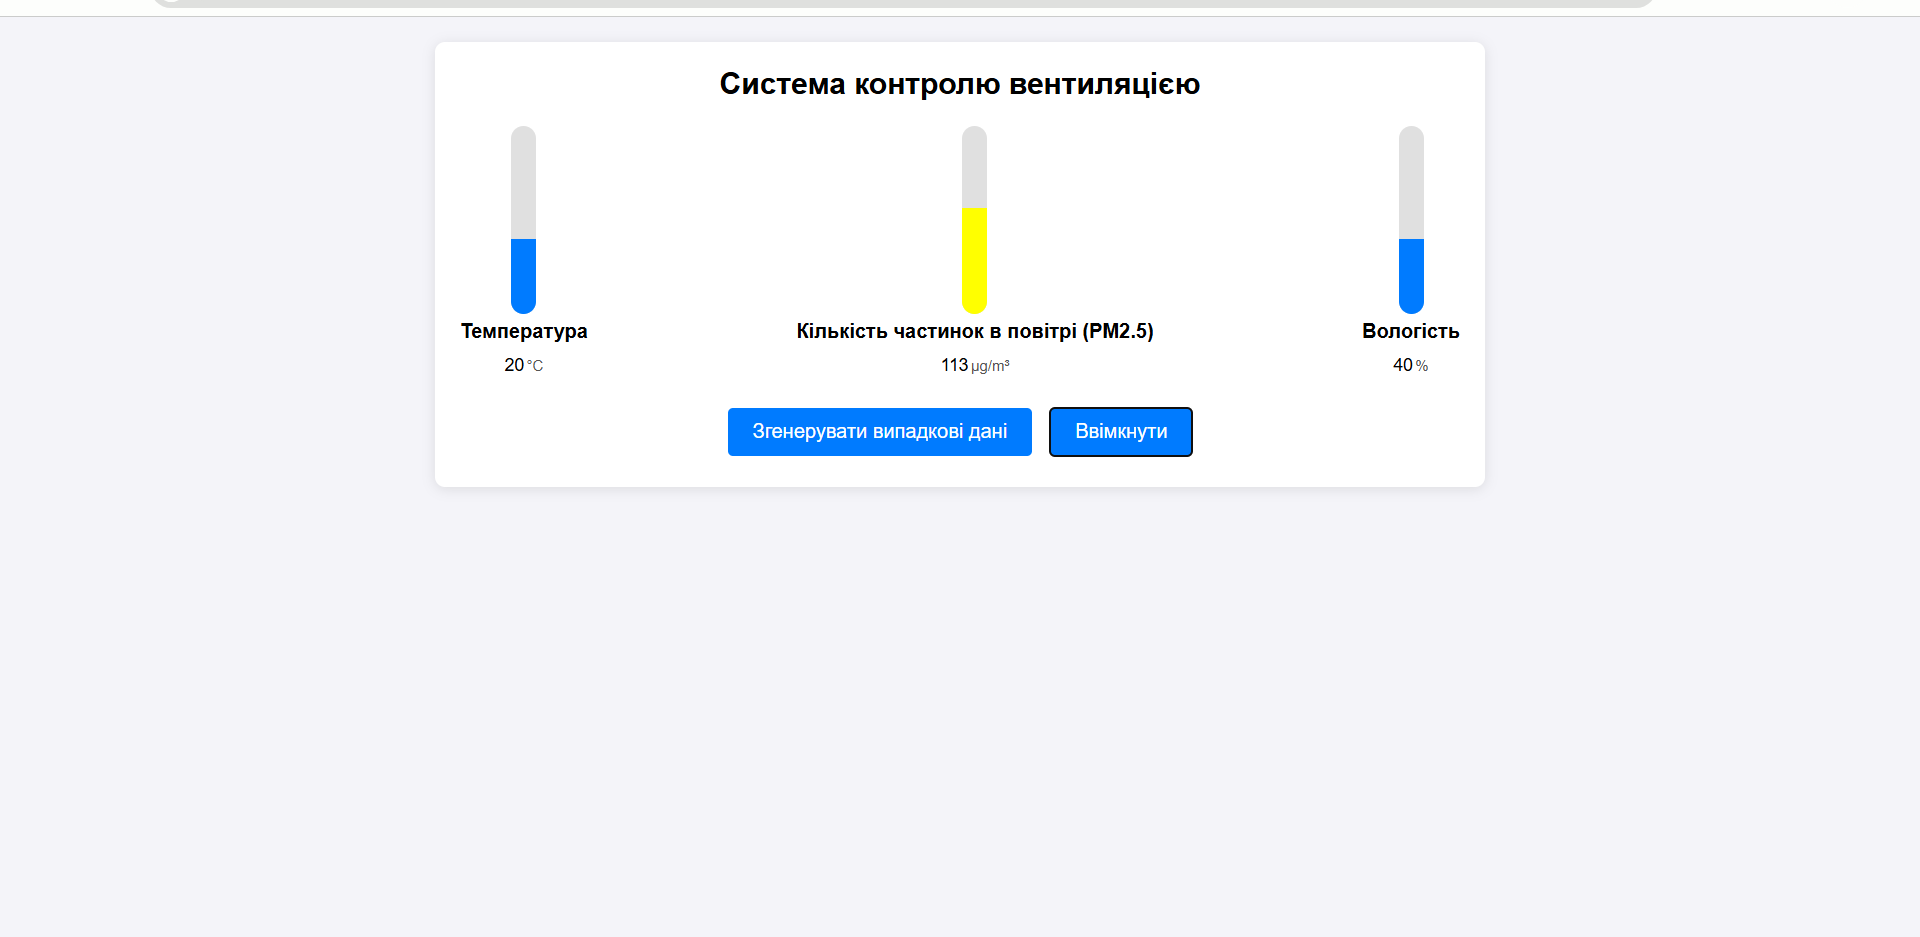 Система контролю вентиляцією
Температура
20 °C
Кількість частинок в повітрі (PM2.5)
113 µg/m³
Вологість
40 %
Згенерувати випадкові дані
Ввімкнути